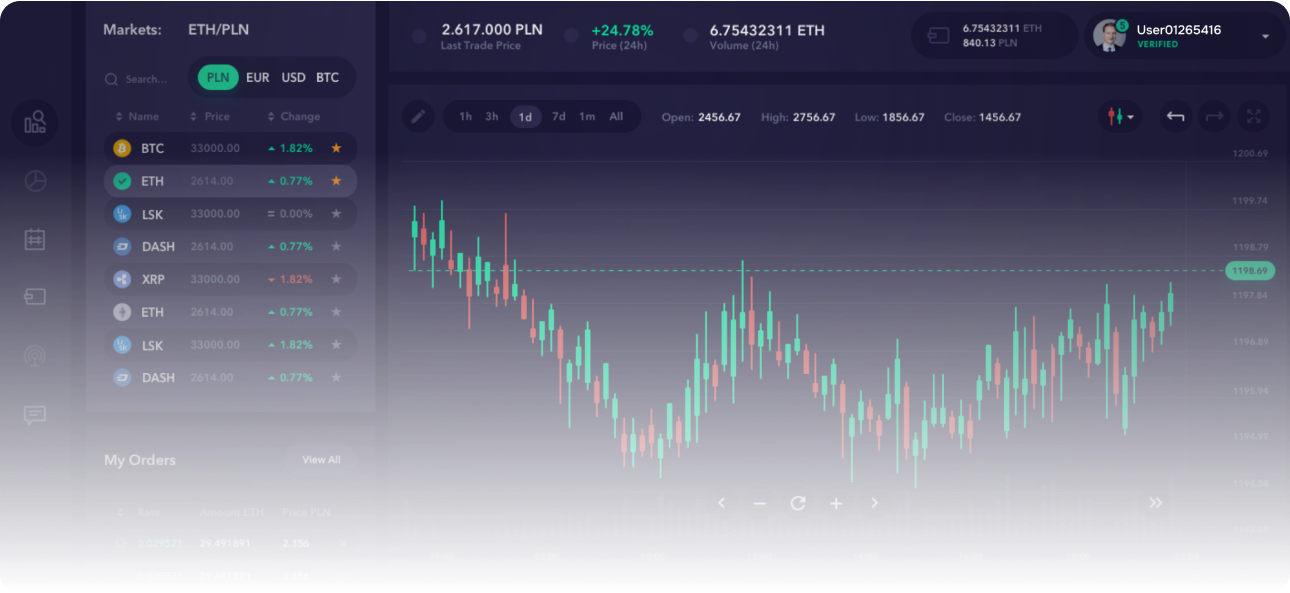 Markets: ETH/PLN
2.617.000 PLN
Last Trade Price
+24.78%
Price (24h)
6.75432311 ETH
Volume (24h)
6.75432311 ETH
840.13 PLN
5
User01265416
VERIFIED
Search...
PLN EUR USD BTC
Name Price Change
BTC 33000.00 1.82%
ETH 2614.00 0.77%
LSK 33000.00 = 0.00%
DASH 2614.00 0.77%
XRP 33000.00 1.82%
ETH 2614.00 0.77%
LSK 33000.00 1.82%
DASH 2614.00 0.77%
My Orders View All
Pair Amount ETH Price PLN
29.491891 2.356
1h 3h 1d 7d 1m All
Open: 2456.67 High: 2756.67 Low: 1856.67 Close: 1456.67
1200.69
1199.74
1198.79
1198.69
1197.84
1196.89
1195.94
1194.99
1194.04